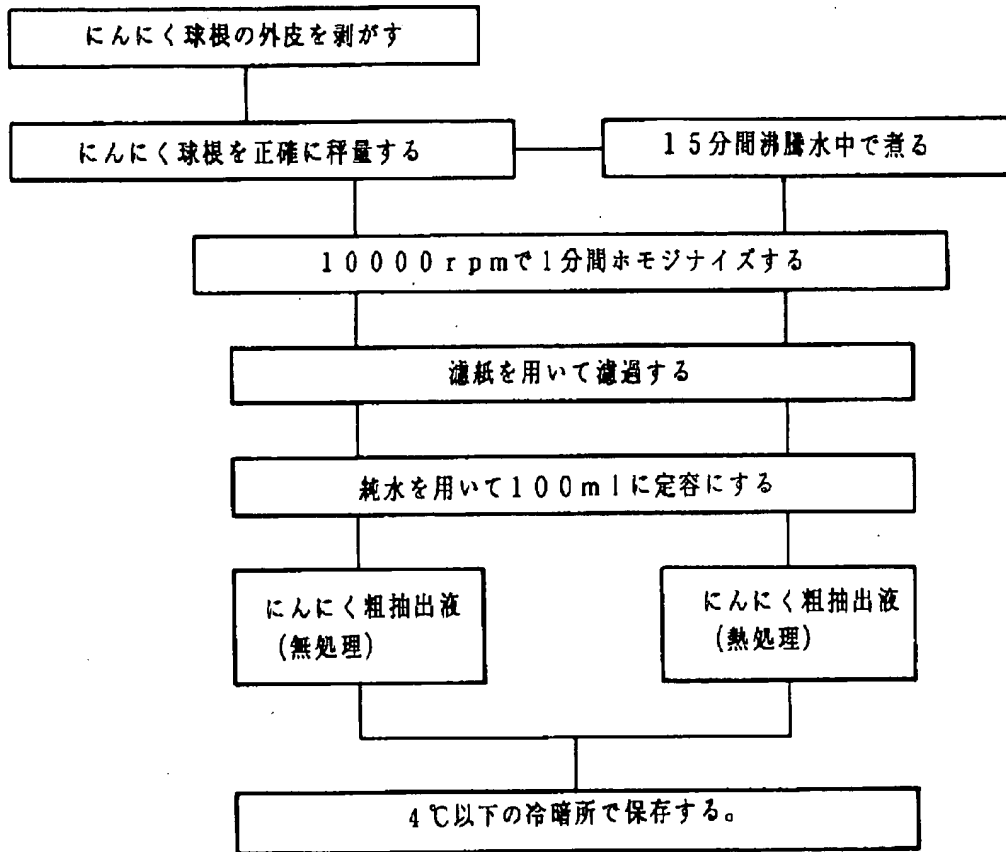 にんにく球根の外皮を剥がす
にんにく球根を正確に秤量する
15分間沸騰水中で煮る
10000rpmで1分間ホモジナイズする
濾紙を用いて濾過する
純水を用いて100mlに定容にする
にんにく粗抽出液
(無処理)
にんにく粗抽出液
(熱処理)
4℃以下の冷暗所で保存する。